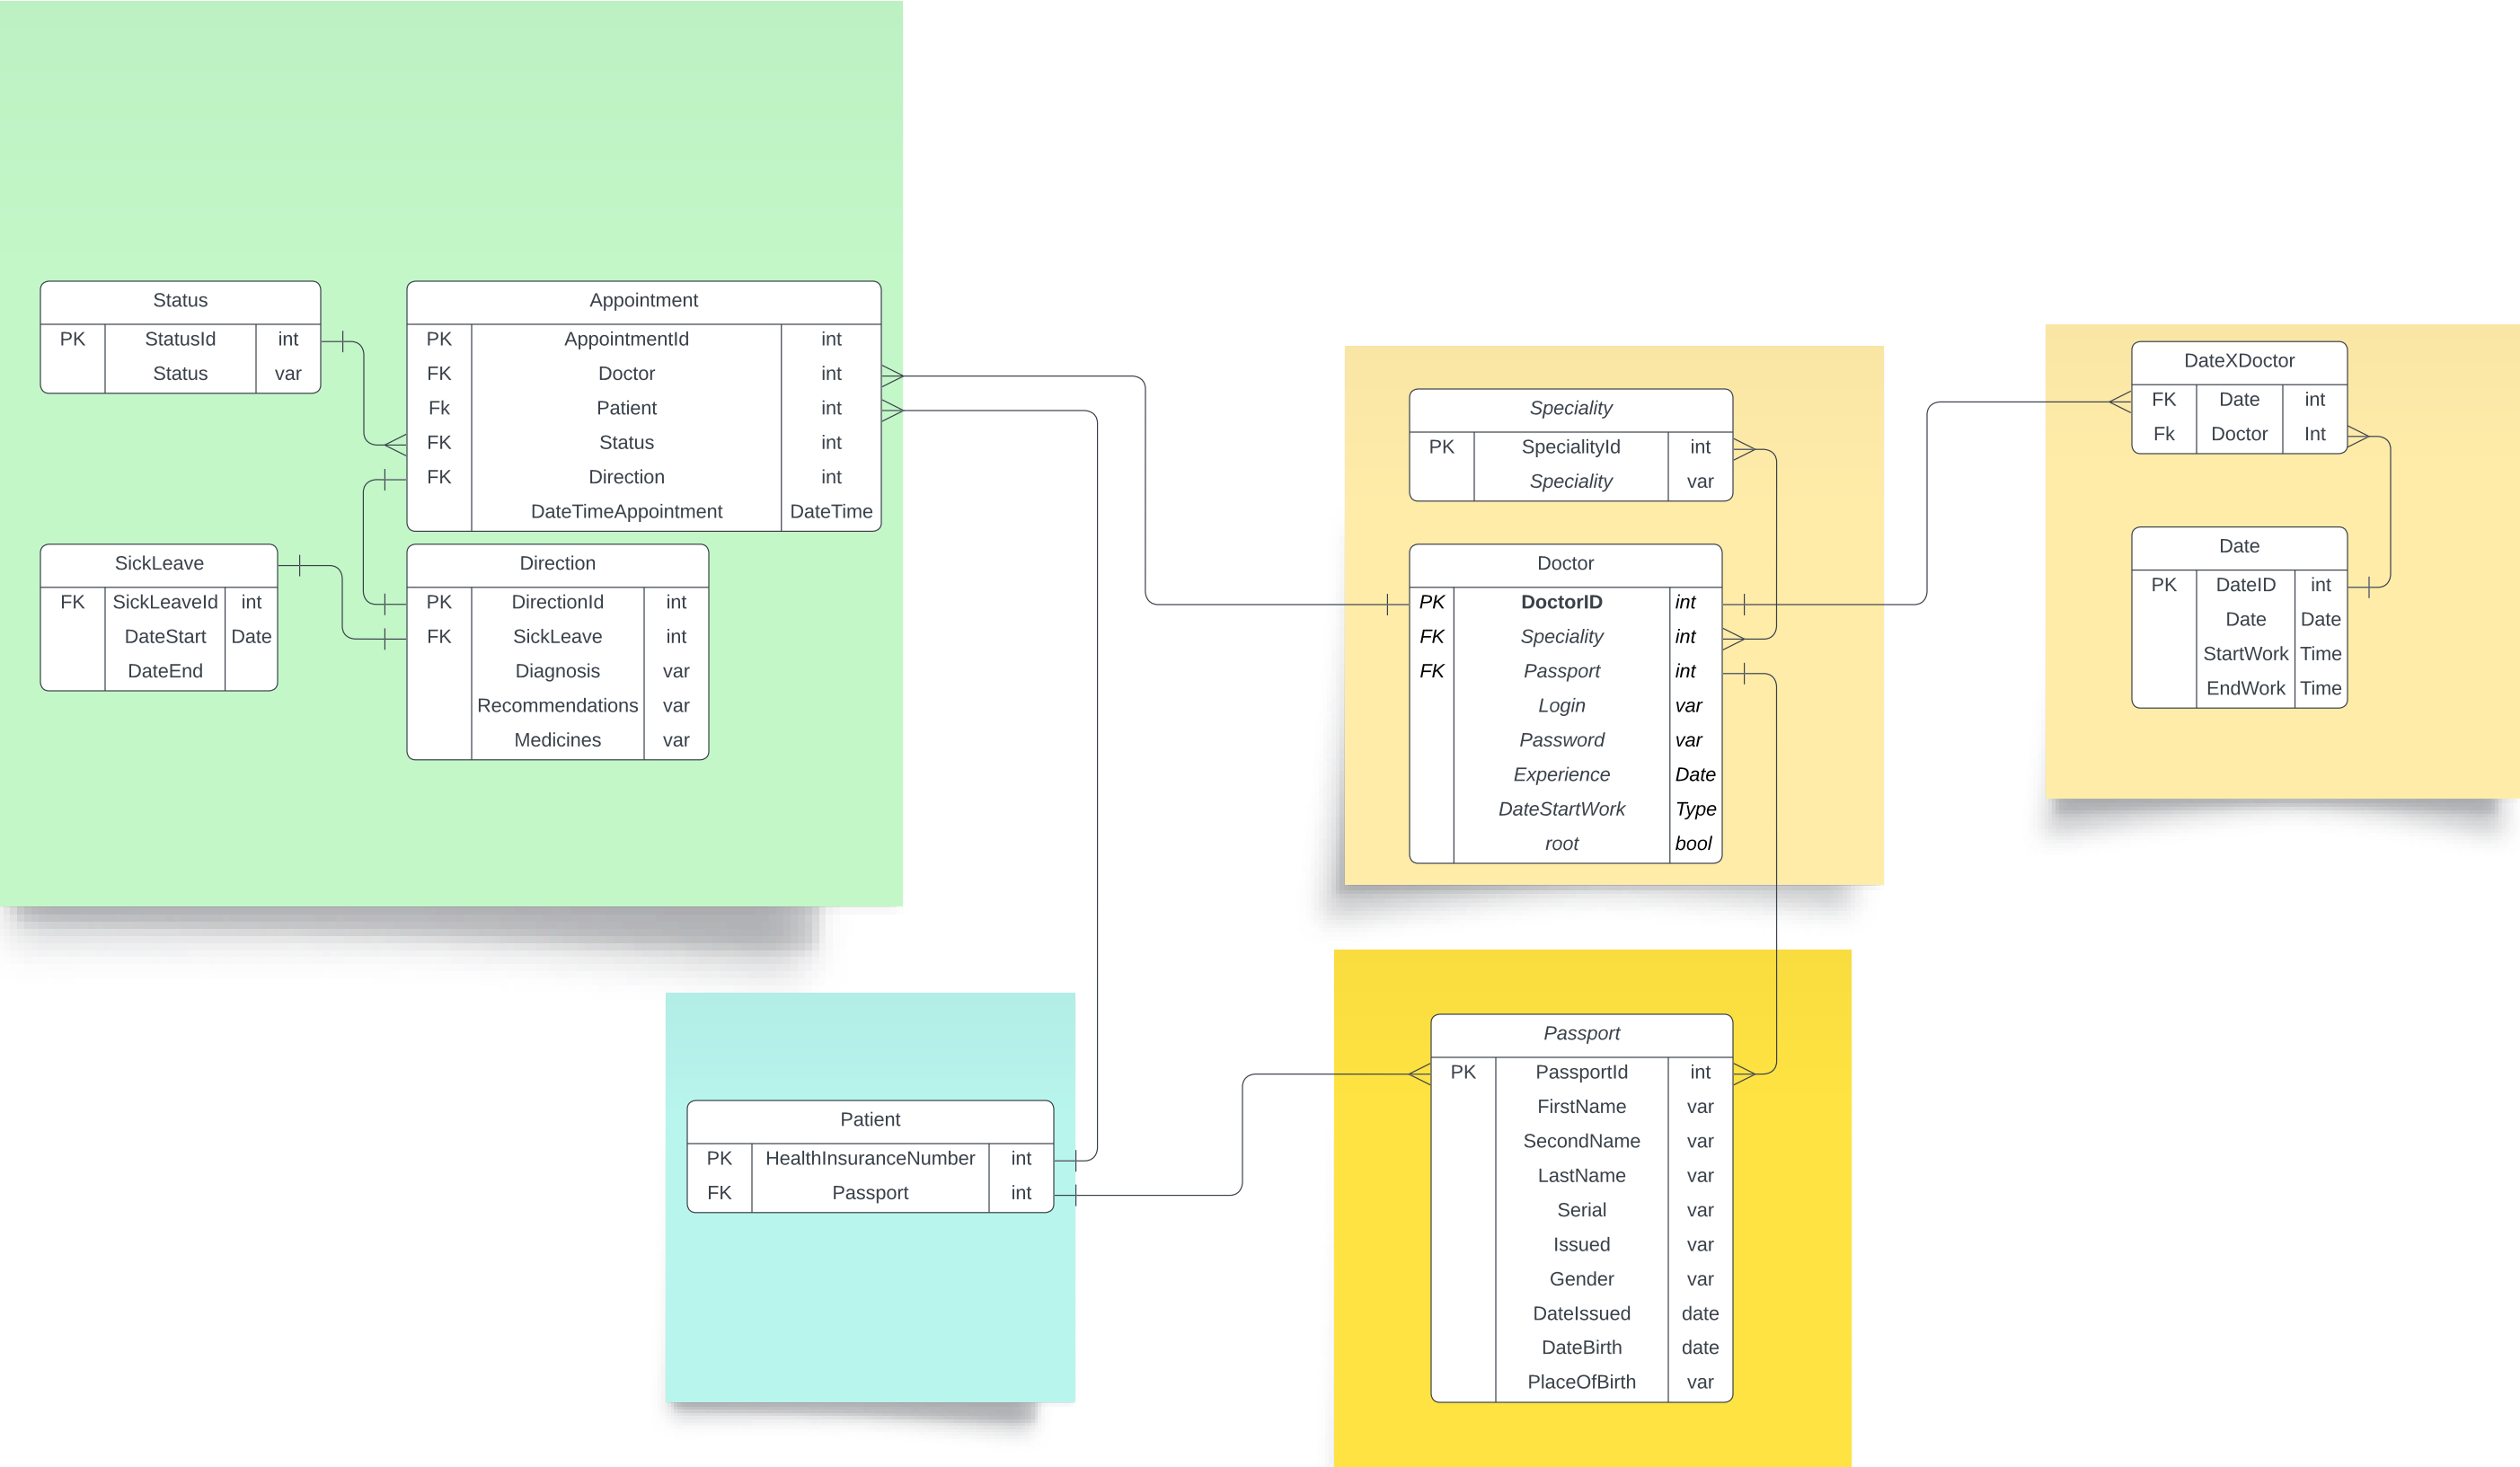 Status
PK StatusId int
Status var
Appointment
PK AppointmentId int
FK Doctor int
Fk Patient int
FK Status int
FK Direction int
DateTimeAppointment DateTime
SickLeave
FK SickLeaveId int
DateStart Date
DateEnd
Direction
PK DirectionId int
FK SickLeave int
Diagnosis var
Recommendations var
Medicines var
Speciality
PK SpecialityId int
Speciality var
Doctor
PK DoctorID int
FK Speciality int
FK Passport int
Login var
Password var
Experience Date
DateStartWork Type
root bool
DateXDoctor
FK Date int
Fk Doctor Int
Date
PK DateID int
Date Date
StartWork Time
EndWork Time
Patient
PK HealthInsuranceNumber int
FK Passport int
Passport
PK PassportId int
FirstName var
SecondName var
LastName var
Serial var
Issued var
Gender var
DateIssued date
DateBirth date
PlaceOfBirth var